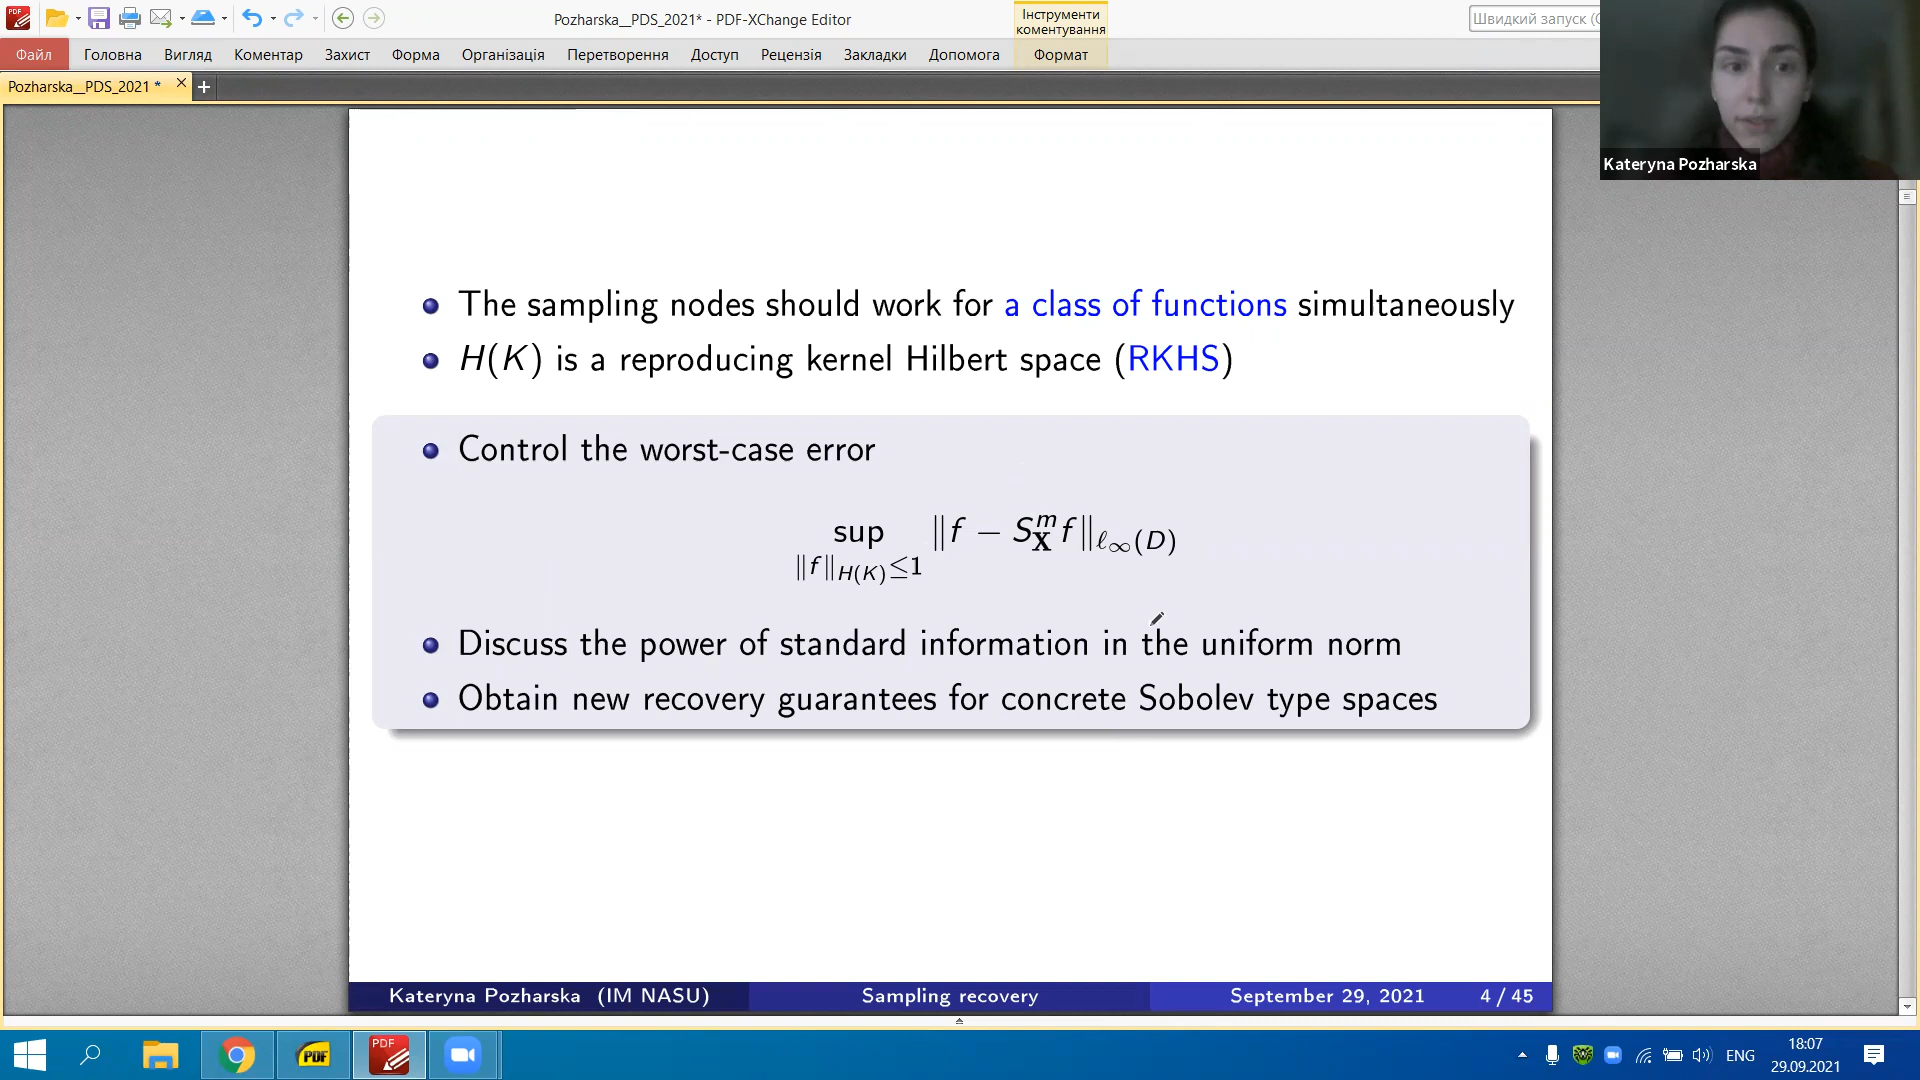 Pozharska__PDS_2021* - PDF-XChange Editor
Інструменти коментування
Швидкий запуск (C
Файл Головна Вигляд Коментар Захист Форма Організація Перетворення Доступ Рецензія Закладки Допомога Формат
Pozharska__PDS_2021 *
Kateryna Pozharska
The sampling nodes should work for a class of functions simultaneously
H(K) is a reproducing kernel Hilbert space (RKHS)
Control the worst-case error
sup ‖f − S_X^m f‖_{ℓ∞(D)}
‖f‖_{H(K)}≤1
Discuss the power of standard information in the uniform norm
Obtain new recovery guarantees for concrete Sobolev type spaces
Kateryna Pozharska (IM NASU) Sampling recovery September 29, 2021 4 / 45
PDF
PDF
PDF
ENG
18:07
29.09.2021